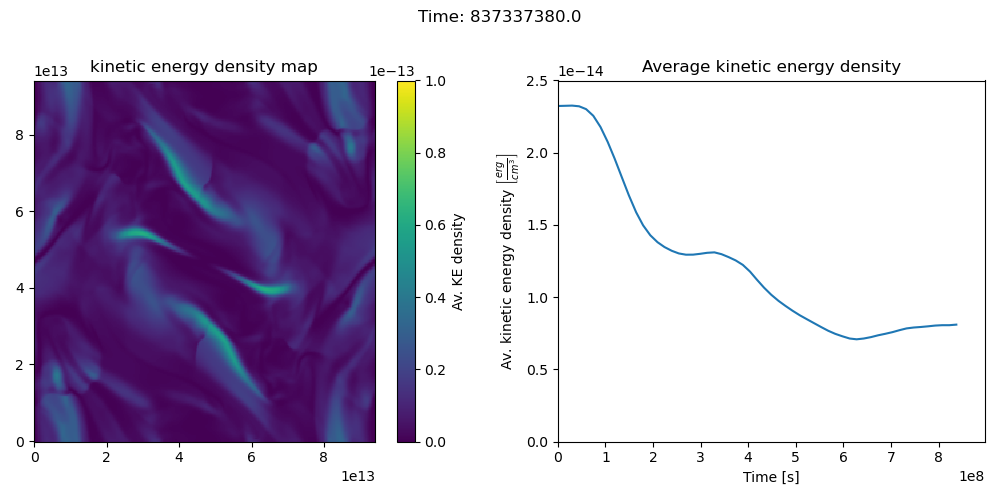 Time: 837337380.0
kinetic energy density map
1e13
1e−13
8
6
4
2
0
0 2 4 6 8
1e13
1.0
0.8
0.6
0.4
0.2
0.0
Av. KE density
Average kinetic energy density
1e−14
2.5
2.0
1.5
1.0
0.5
0.0
Av. kinetic energy density [erg/cm³]
0 1 2 3 4 5 6 7 8
Time [s]
1e8